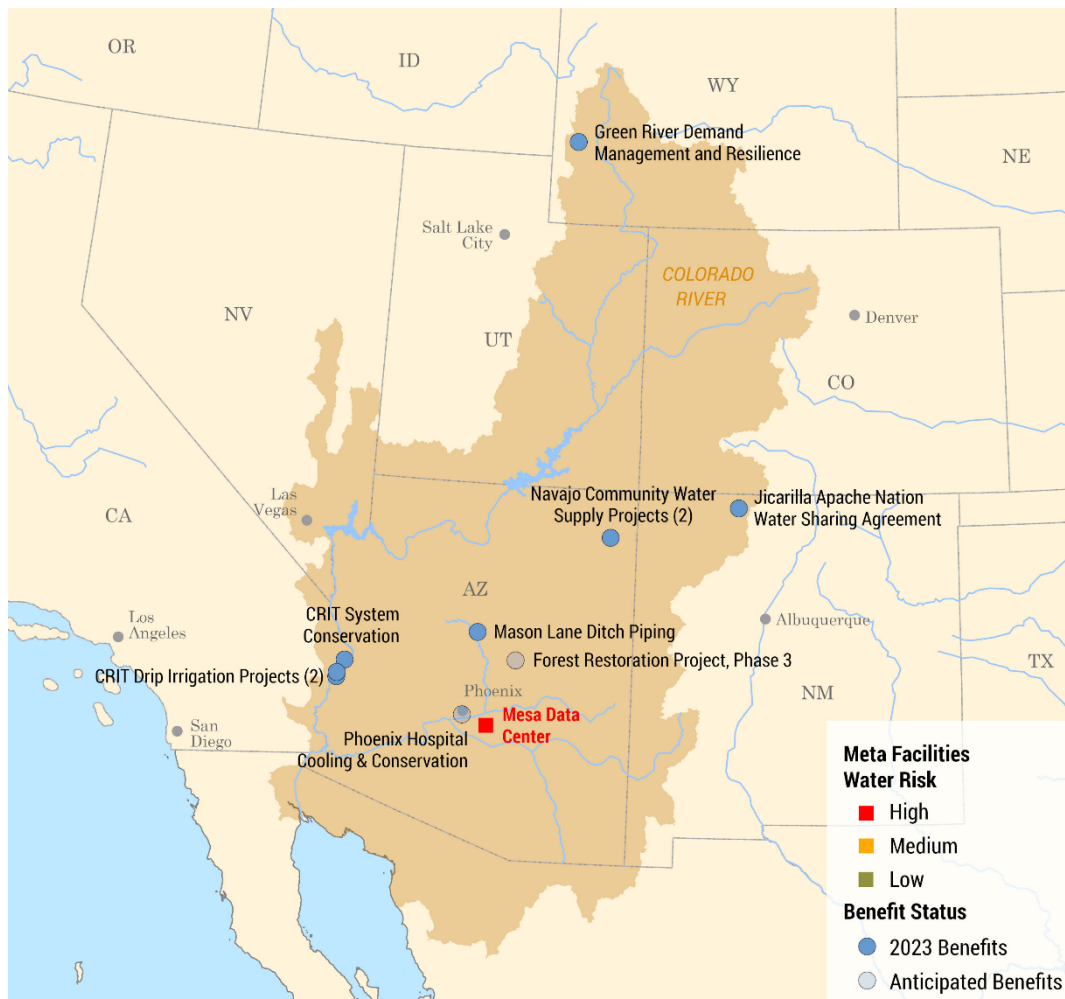 OR
ID
WY
Green River Demand
Management and Resilience
NE
Salt Lake
City
COLORADO
RIVER
NV
UT
Denver
CO
Las
Vegas
Navajo Community Water
Supply Projects (2)
Jicarilla Apache Nation
Water Sharing Agreement
CA
AZ
CRIT System
Conservation
Los
Angeles
Mason Lane Ditch Piping
Albuquerque
Forest Restoration Project, Phase 3
TX
CRIT Drip Irrigation Projects (2)
Phoenix
NM
Mesa Data
Center
San
Diego
Phoenix Hospital
Cooling & Conservation
Meta Facilities
Water Risk
High
Medium
Low
Benefit Status
2023 Benefits
Anticipated Benefits